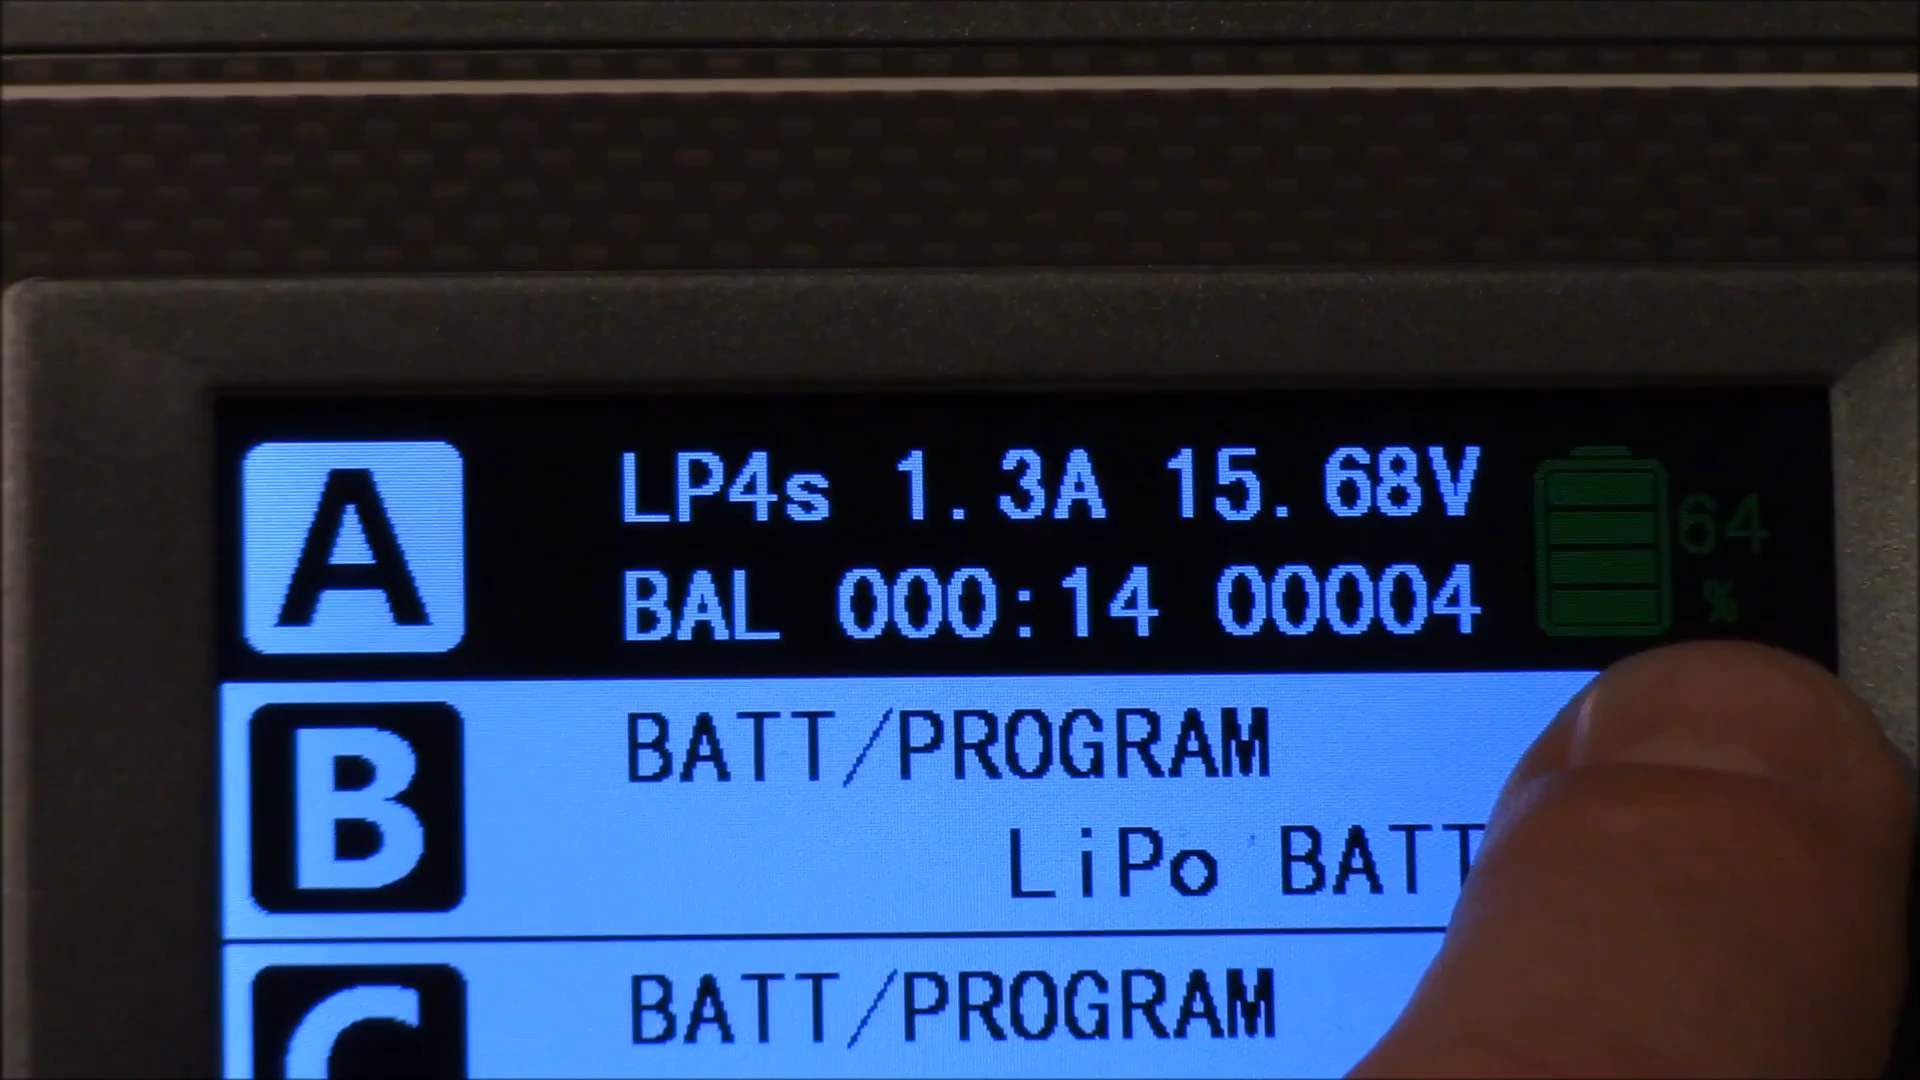 A
LP4s 1.3A 15.68V
BAL 000:14 00004
64
%
B
BATT/PROGRAM
LiPo BATT
C
BATT/PROGRAM